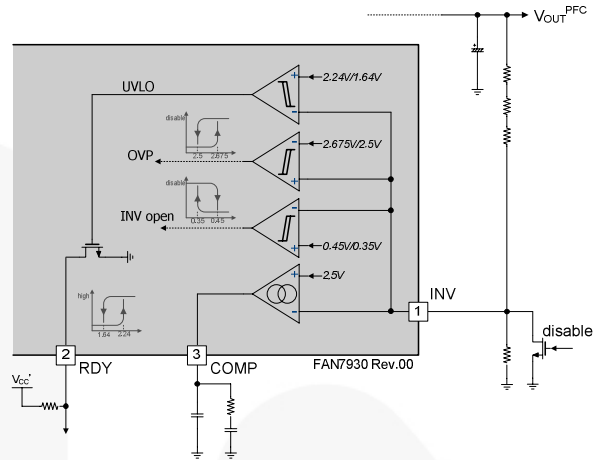 V_OUT^PFC
2.24V/1.64V
UVLO
disable
2.5 2.675
2.675V/2.5V
OVP
disable
0.35 0.45
INV open
0.45V/0.35V
2.5V
high
1.64 2.24
1
INV
disable
2
RDY
3
COMP
FAN7930 Rev.00
V_CC'